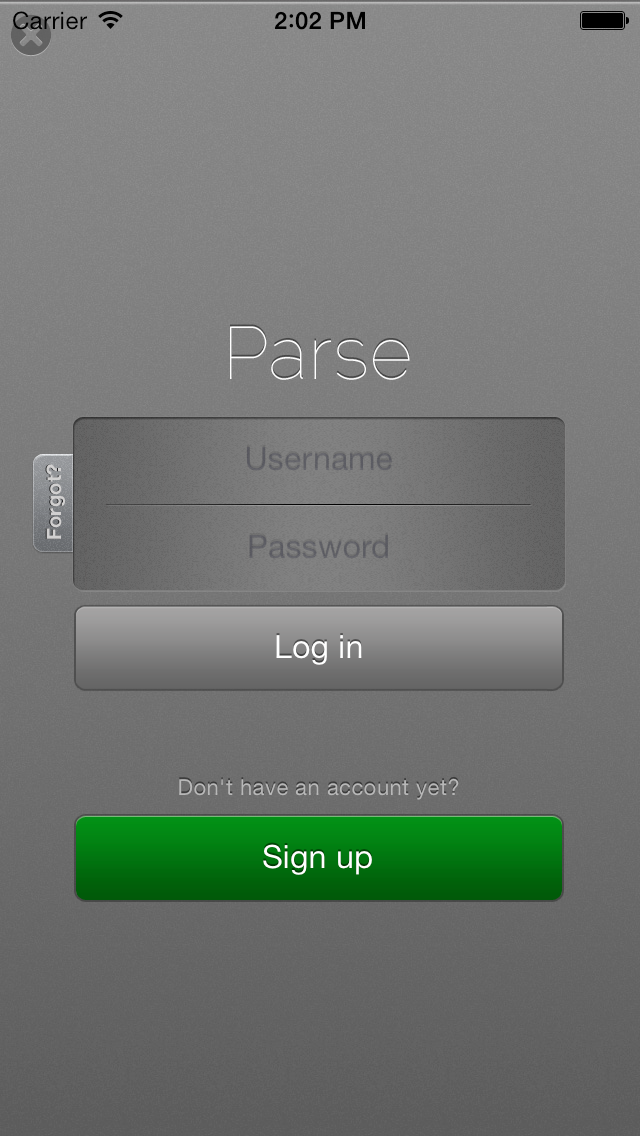 Carrier 2:02 PM
Parse
Username
Forgot?
Password
Log in
Don't have an account yet?
Sign up